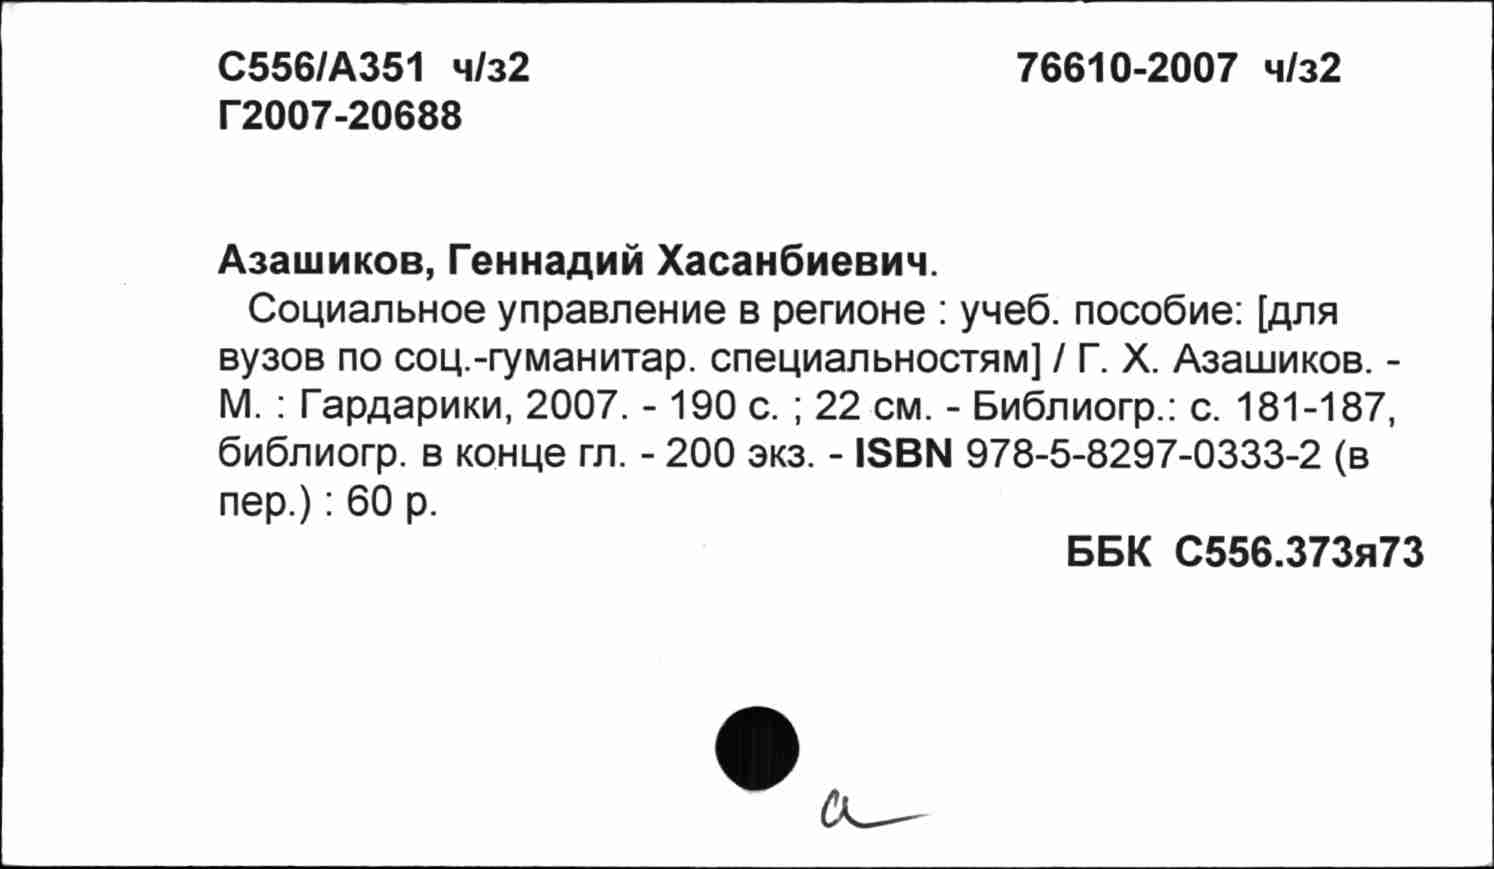 С556/А351 ч/з2
76610-2007 ч/з2
Г2007-20688
Азашиков, Геннадий Хасанбиевич.
Социальное управление в регионе : учеб. пособие: [для
вузов по соц.-гуманитар. специальностям] / Г. Х. Азашиков. -
М. : Гардарики, 2007. - 190 с. ; 22 см. - Библиогр.: с. 181-187,
библиогр. в конце гл. - 200 экз. - ISBN 978-5-8297-0333-2 (в
пер.) : 60 р.
ББК С556.373я73
а